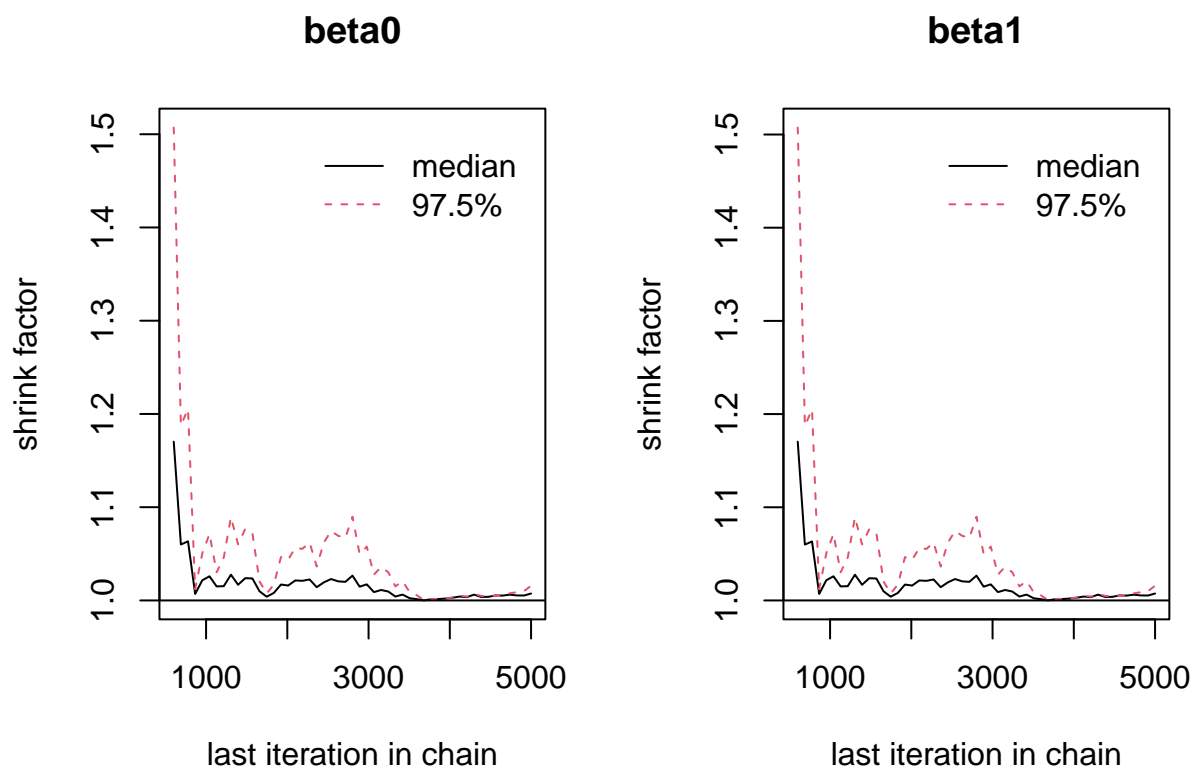 beta0
shrink factor
1.5
1.4
1.3
1.2
1.1
1.0
median
97.5%
1000
3000
5000
last iteration in chain
beta1
shrink factor
1.5
1.4
1.3
1.2
1.1
1.0
median
97.5%
1000
3000
5000
last iteration in chain